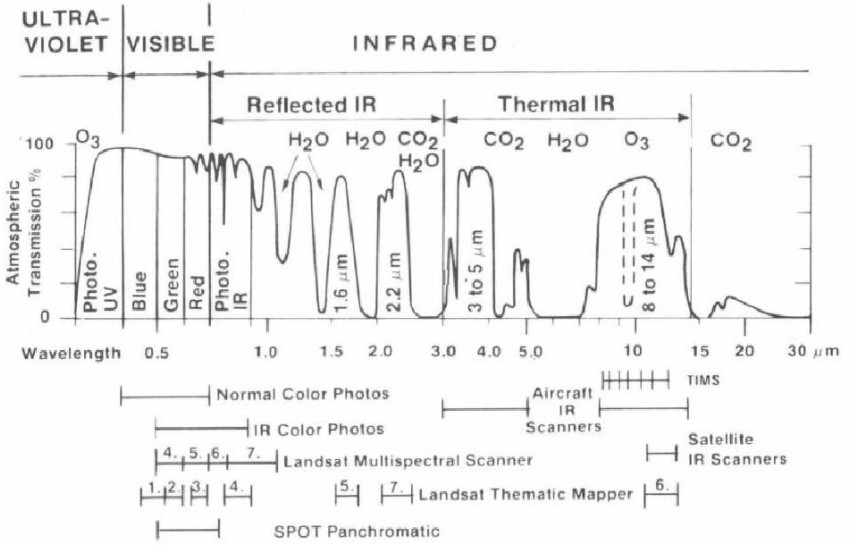 ULTRA-
VIOLET VISIBLE INFRARED
Reflected IR Thermal IR
O3 H2O H2O CO2 CO2 H2O O3 CO2
H2O
100
Atmospheric
Transmission %
0
Photo.
UV
Blue
Green
Red
Photo.
IR
1.6 μm
2.2 μm
3 to 5 μm
8 to 14 μm
Wavelength 0.5 1.0 1.5 2.0 3.0 4.0 5.0 10 15 20 30 μm
TIMS
Normal Color Photos
Aircraft
IR
Scanners
IR Color Photos
Satellite
IR Scanners
4. 5. 6. 7. Landsat Multispectral Scanner
1. 2. 3. 4. 5. 7. Landsat Thematic Mapper 6.
SPOT Panchromatic